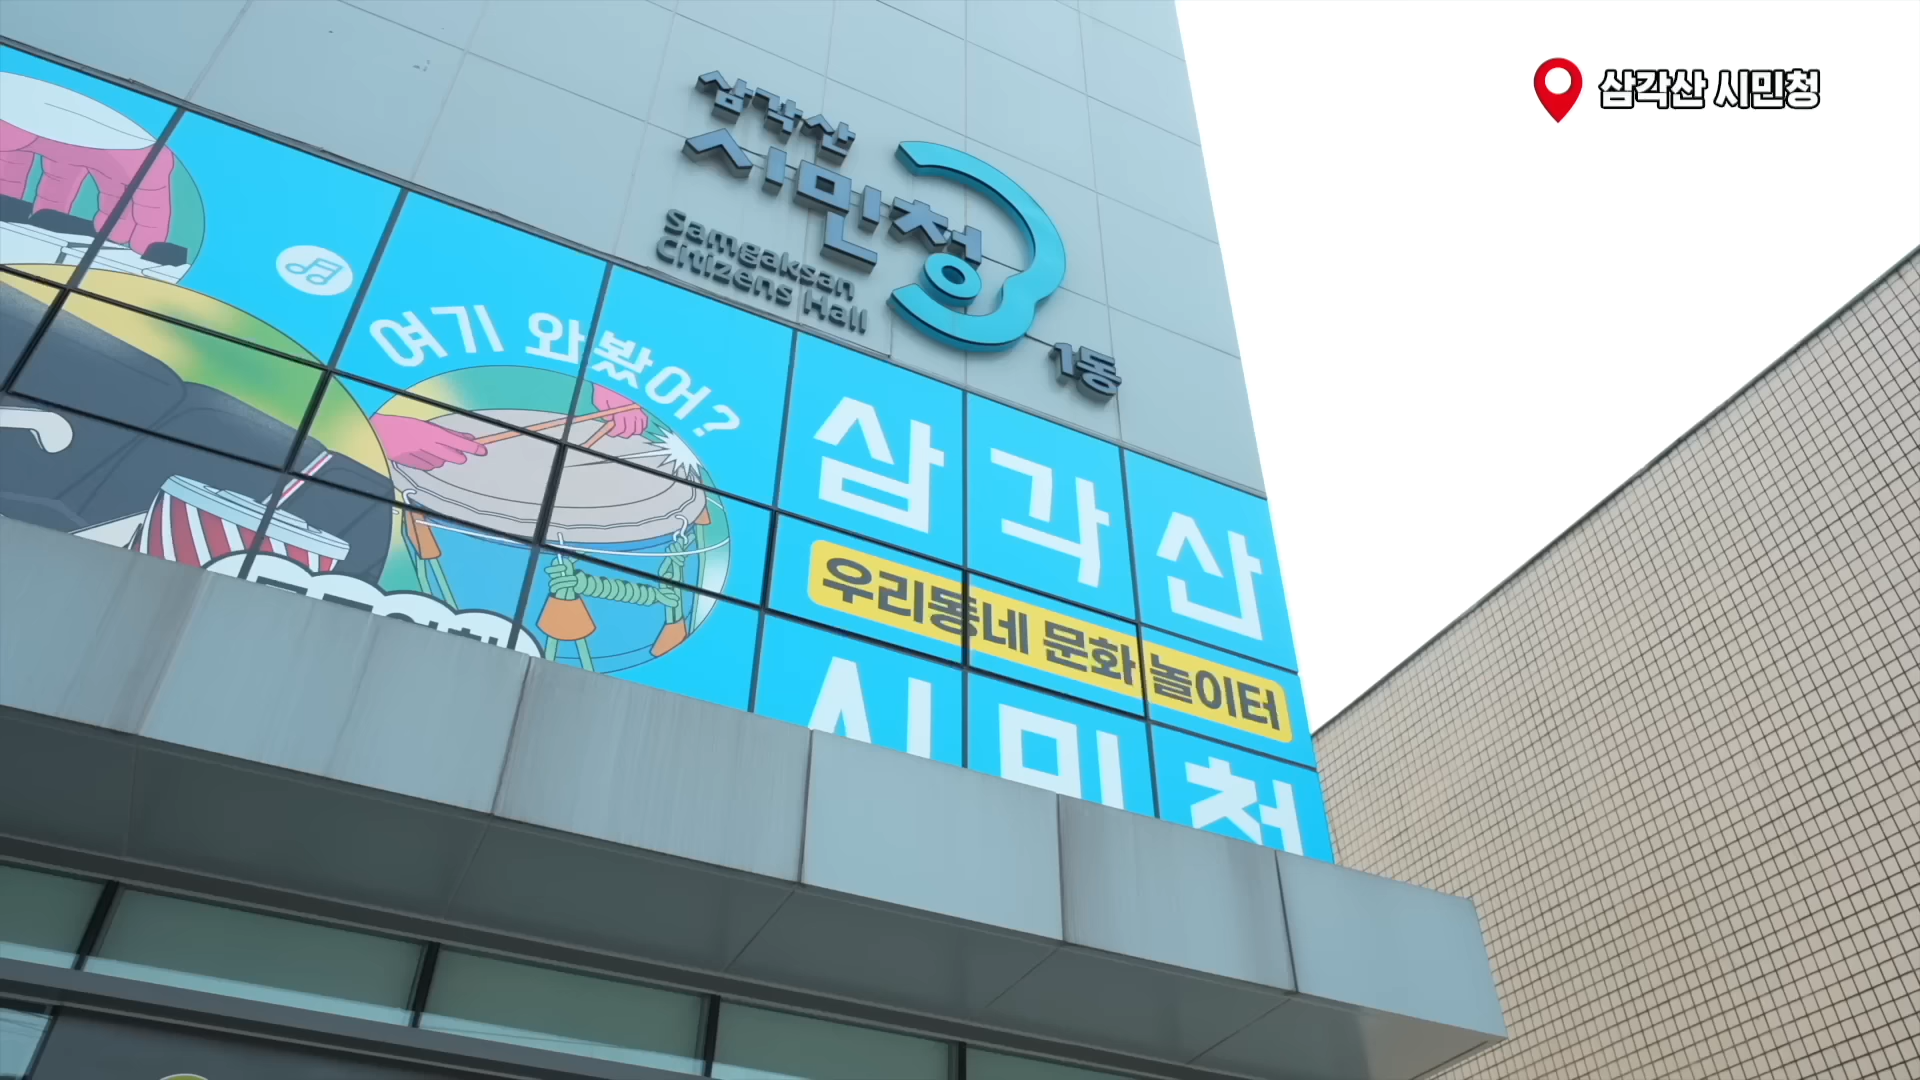 삼각산 시민청
삼각산
시민청
Samgaksan
Citizens Hall
1동
여기 와봤어?
삼각산
우리동네 문화 놀이터
시민청